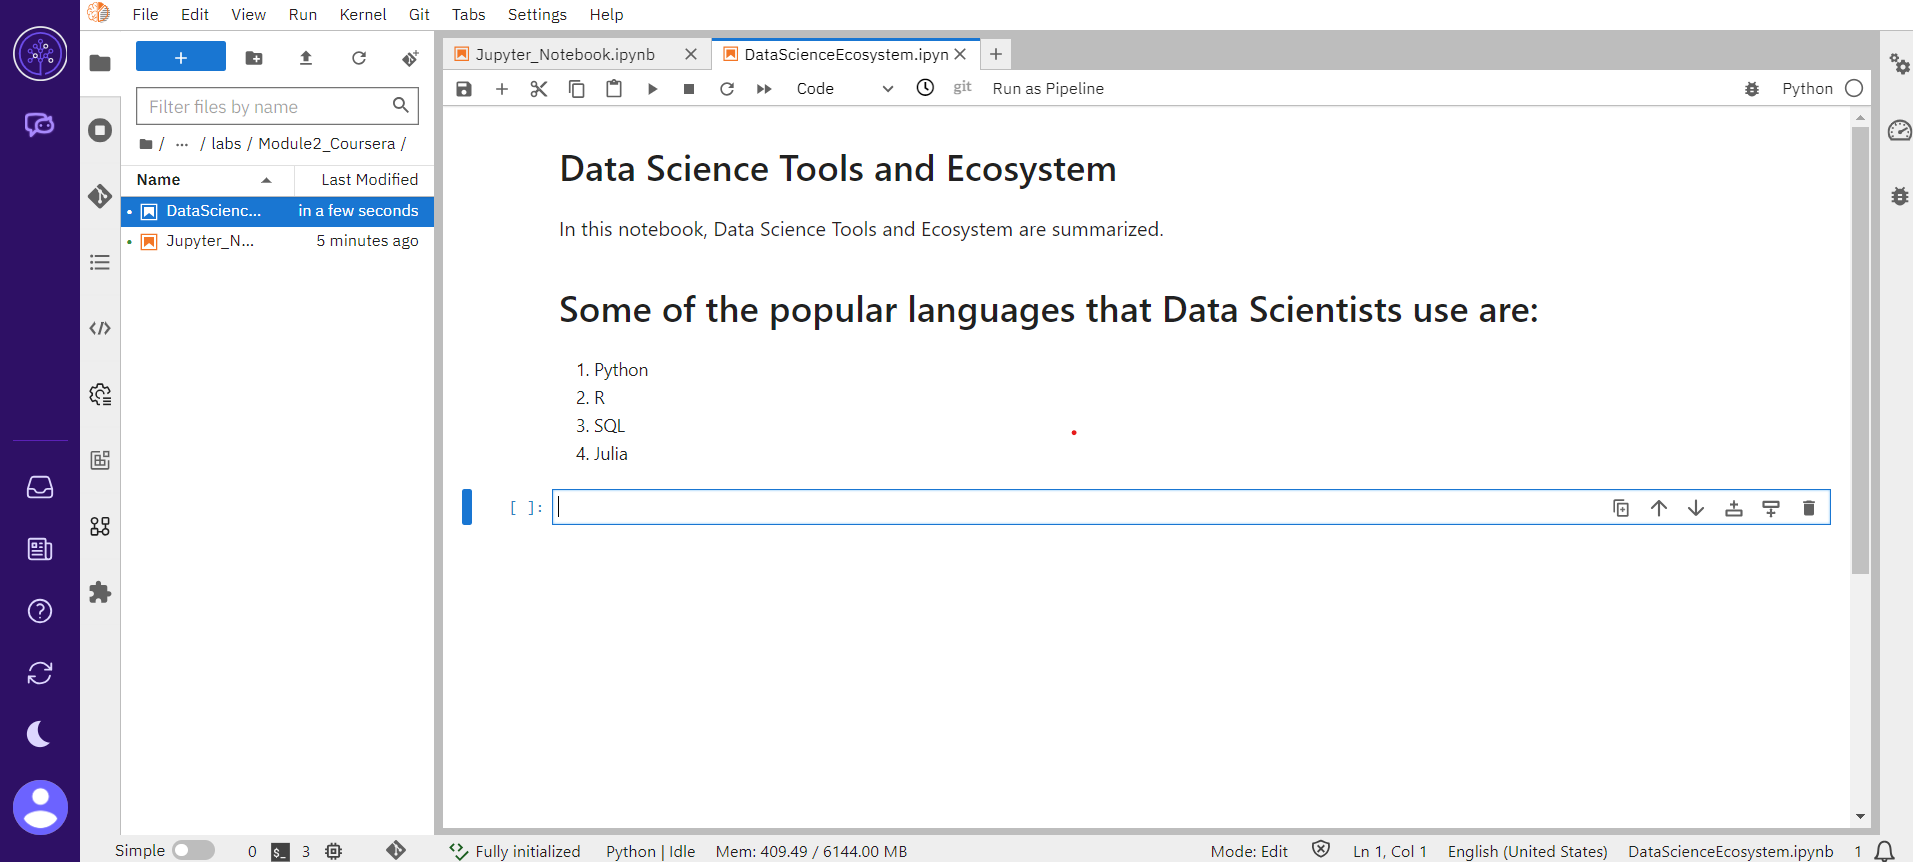 File Edit View Run Kernel Git Tabs Settings Help
+
Filter files by name
/ ... / labs / Module2_Coursera /
Name Last Modified
DataScienc... in a few seconds
Jupyter_N... 5 minutes ago
Jupyter_Notebook.ipynb
DataScienceEcosystem.ipyn
Code git Run as Pipeline Python
Data Science Tools and Ecosystem
In this notebook, Data Science Tools and Ecosystem are summarized.
Some of the popular languages that Data Scientists use are:
1. Python
2. R
3. SQL
4. Julia
[ ]:
Simple 0 $_ 3 Fully initialized Python | Idle Mem: 409.49 / 6144.00 MB Mode: Edit Ln 1, Col 1 English (United States) DataScienceEcosystem.ipynb 1